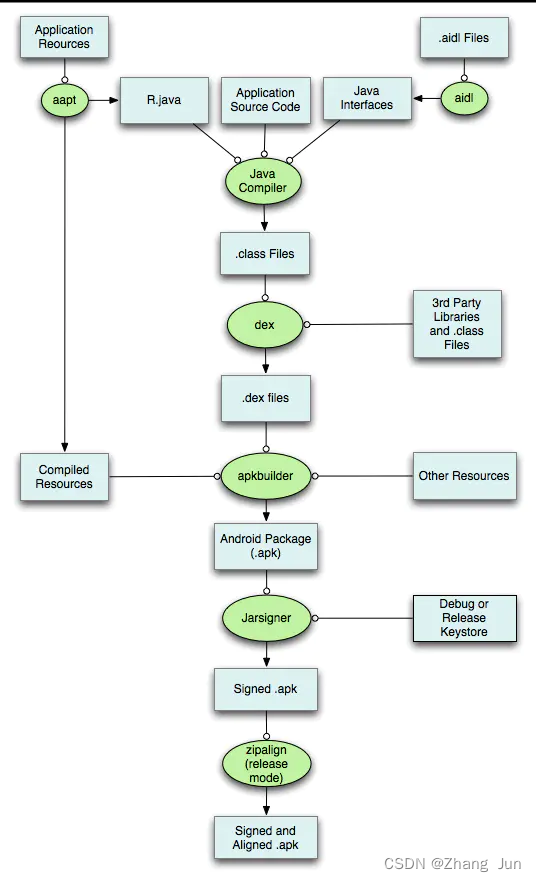 Application
Reources
.aidl Files
aapt
R.java
Application
Source Code
Java
Interfaces
aidl
Java
Compiler
.class Files
dex
3rd Party
Libraries
and .class
Files
.dex files
Compiled
Resources
apkbuilder
Other Resources
Android Package
(.apk)
Jarsigner
Debug or
Release
Keystore
Signed .apk
zipalign
(release
mode)
Signed and
Aligned .apk
CSDN @Zhang_Jun